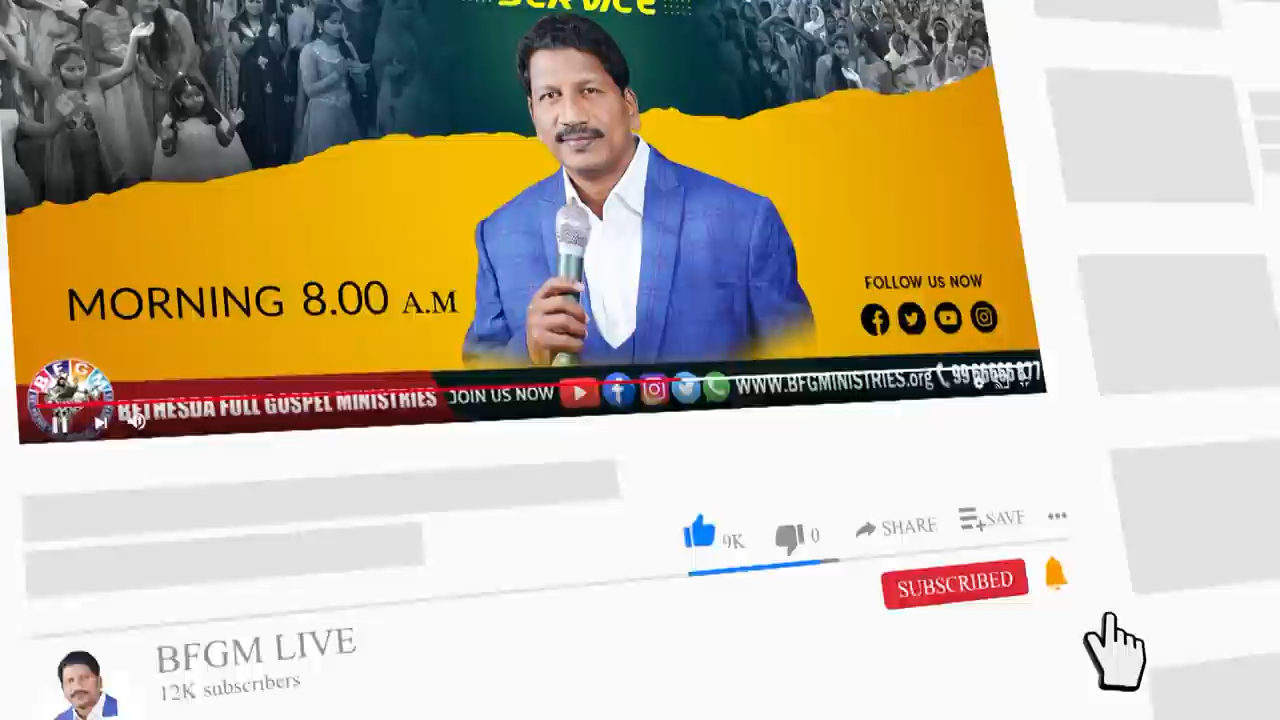 SERVICE
MORNING 8.00 A.M
FOLLOW US NOW
BFGM
BETHESDA FULL GOSPEL MINISTRIES JOIN US NOW WWW.BFGMINISTRIES.org
9K 0 SHARE SAVE
SUBSCRIBED
BFGM LIVE
12K subscribers